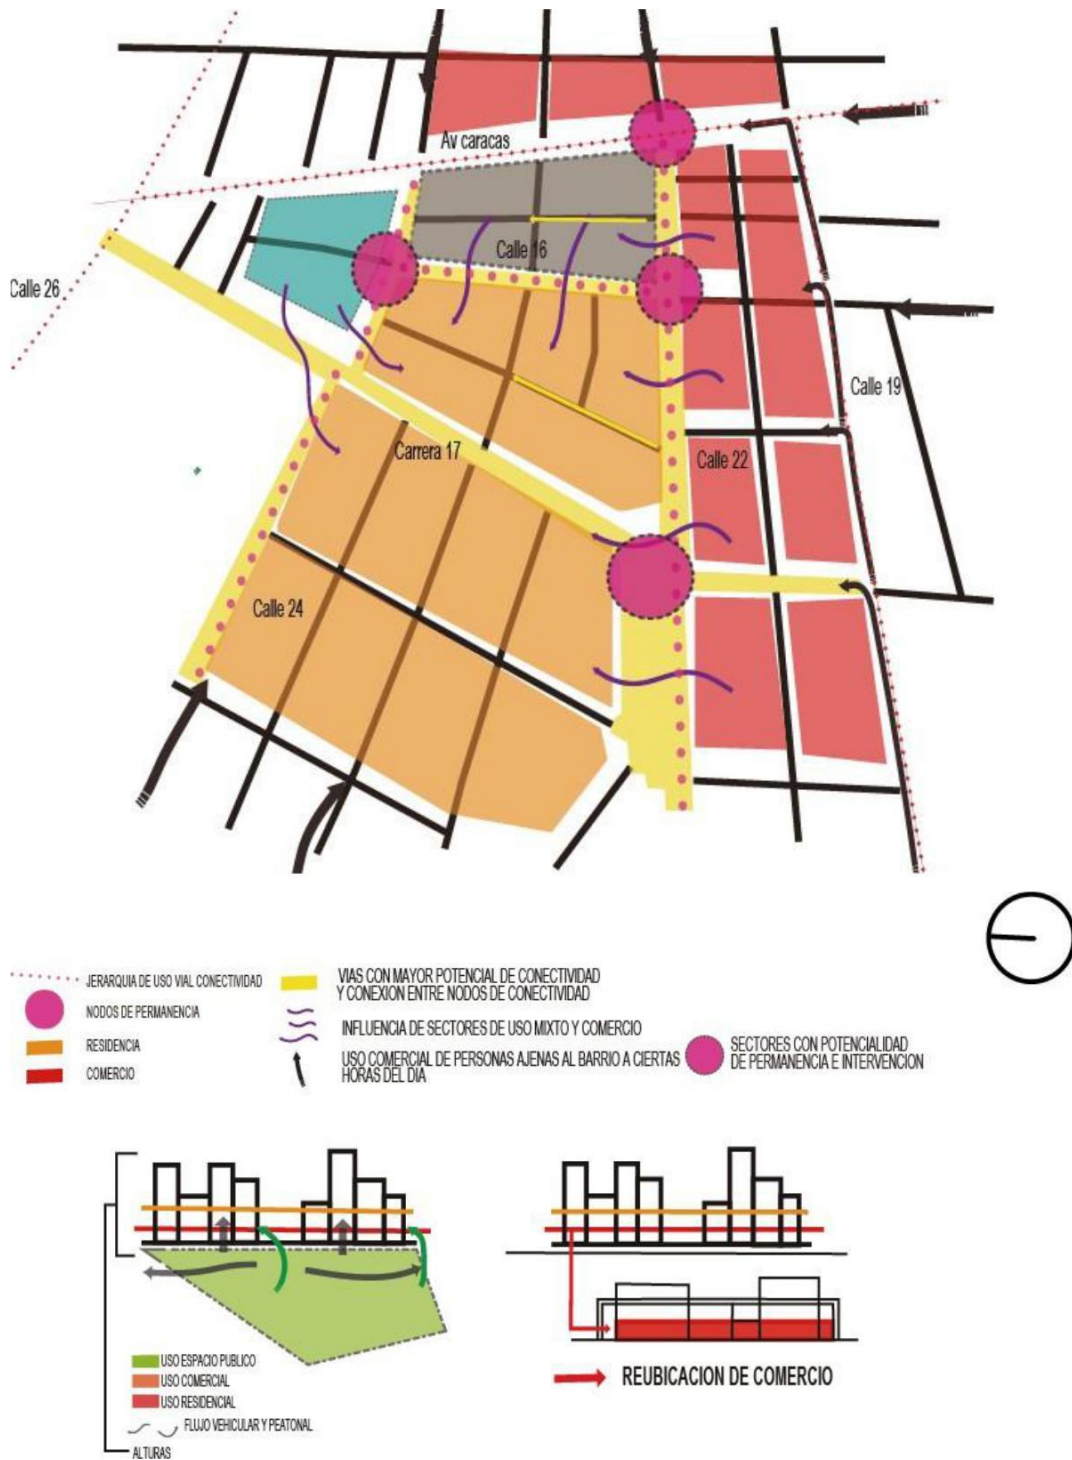 Av caracas
Calle 16
Calle 26
Calle 19
Carrera 17
Calle 22
Calle 24
JERARQUIA DE USO VIAL CONECTIVIDAD
NODOS DE PERMANENCIA
RESIDENCIA
COMERCIO
VIAS CON MAYOR POTENCIAL DE CONECTIVIDAD
Y CONEXION ENTRE NODOS DE CONECTIVIDAD
INFLUENCIA DE SECTORES DE USO MIXTO Y COMERCIO
USO COMERCIAL DE PERSONAS AJENAS AL BARRIO A CIERTAS
HORAS DEL DIA
SECTORES CON POTENCIALIDAD
DE PERMANENCIA E INTERVENCION
USO ESPACIO PUBLICO
USO COMERCIAL
USO RESIDENCIAL
FLUJO VEHICULAR Y PEATONAL
ALTURAS
REUBICACION DE COMERCIO